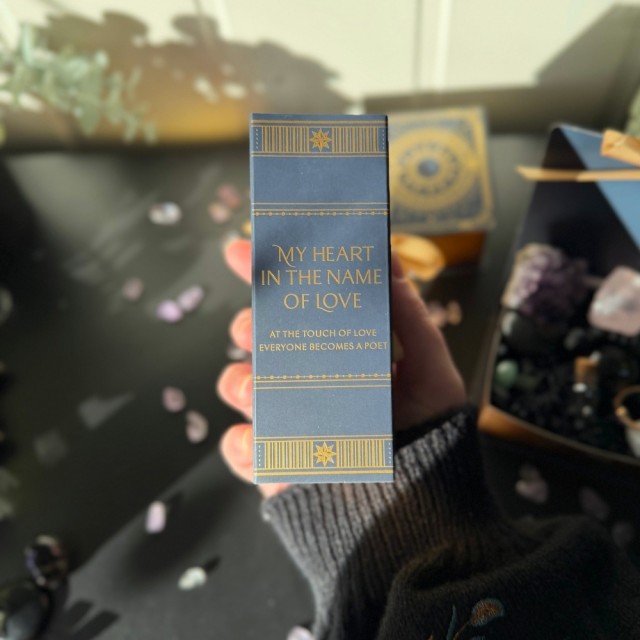 MY HEART
IN THE NAME
OF LOVE
AT THE TOUCH OF LOVE
EVERYONE BECOMES A POET